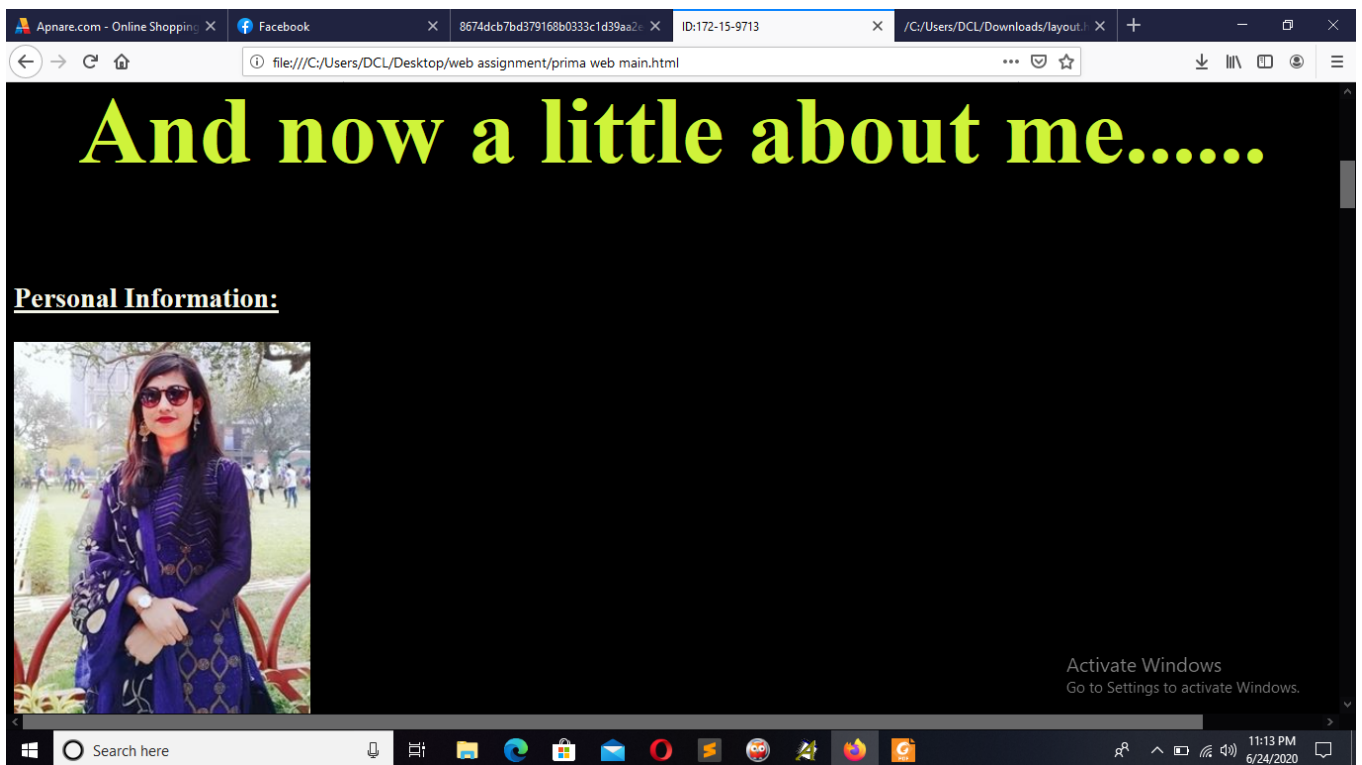 Apnare.com - Online Shopping
Facebook
8674dcb7bd379168b0333c1d39aa2e
ID:172-15-9713
/C:/Users/DCL/Downloads/layout.h
file:///C:/Users/DCL/Desktop/web assignment/prima web main.html
And now a little about me......
Personal Information:
Activate Windows
Go to Settings to activate Windows.
Search here
11:13 PM
6/24/2020